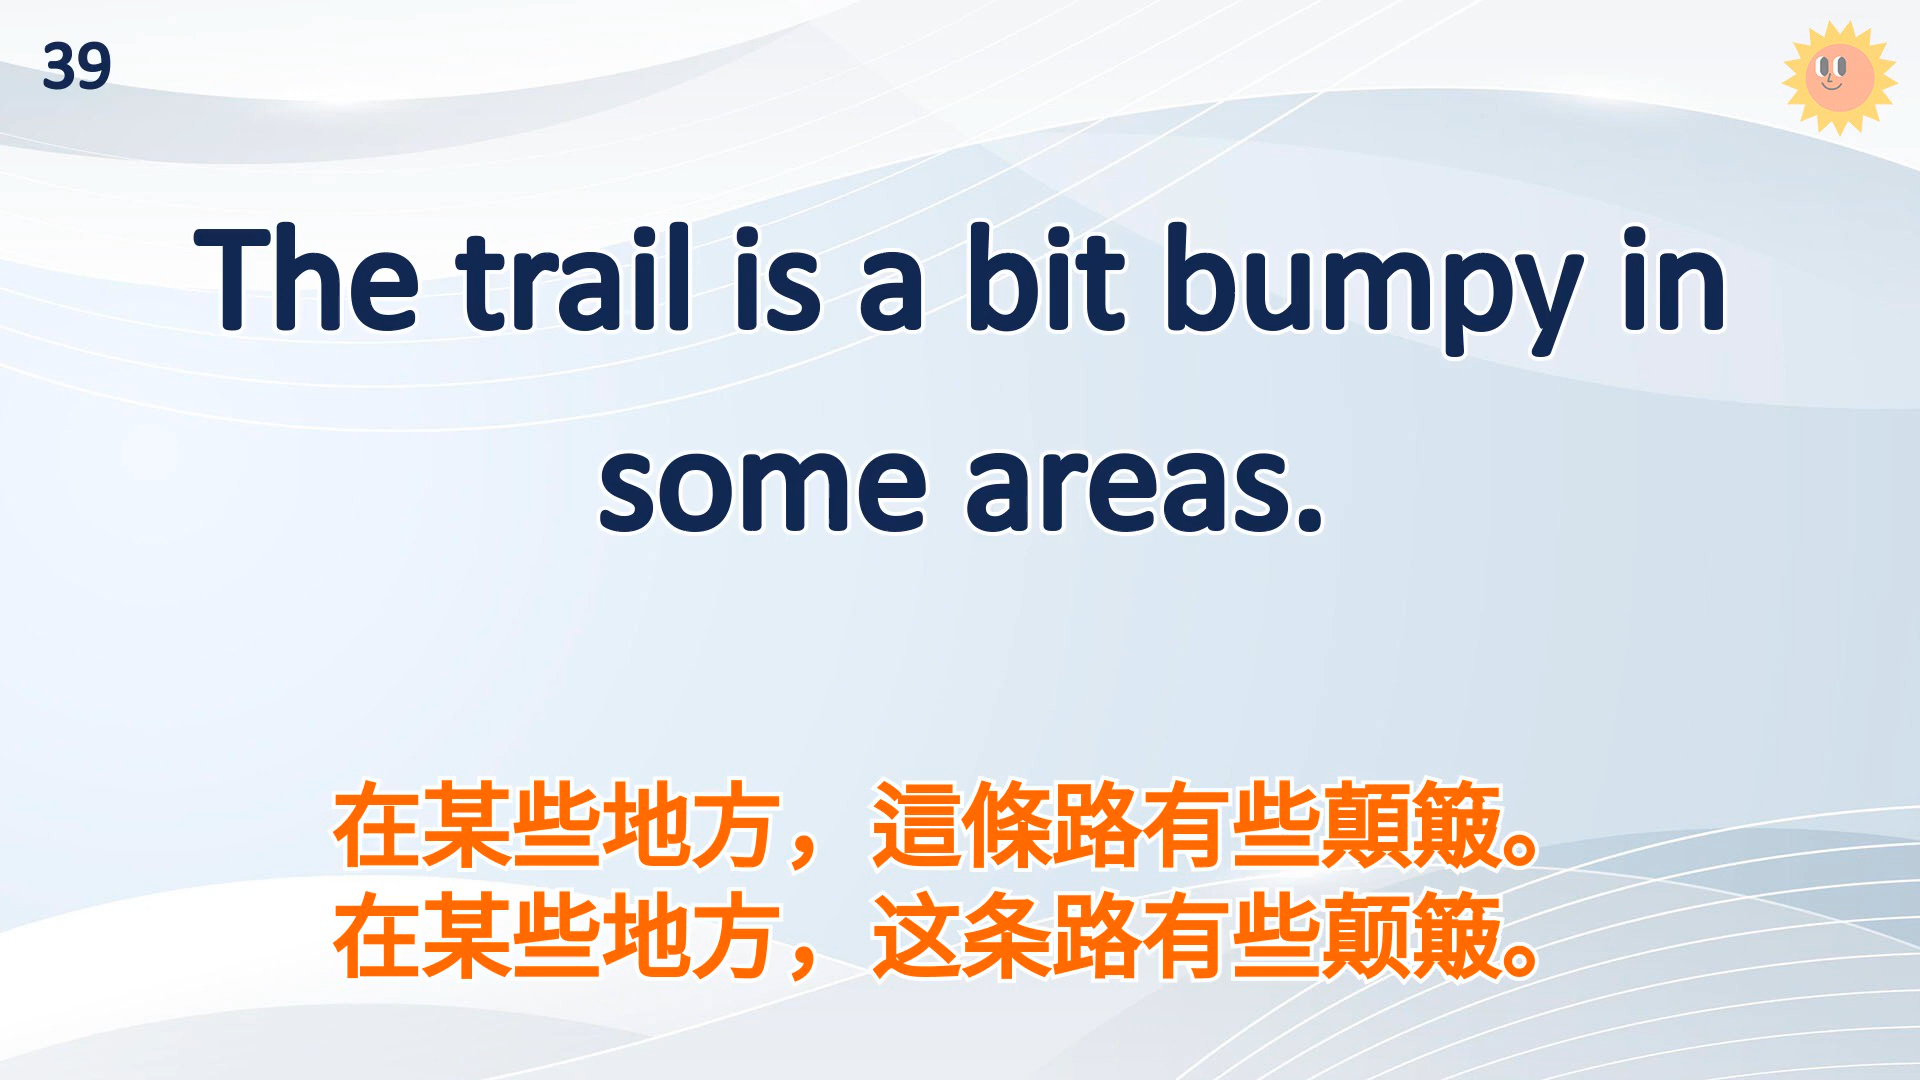 39
The trail is a bit bumpy in
some areas.
在某些地方，這條路有些顛簸。
在某些地方，这条路有些颠簸。